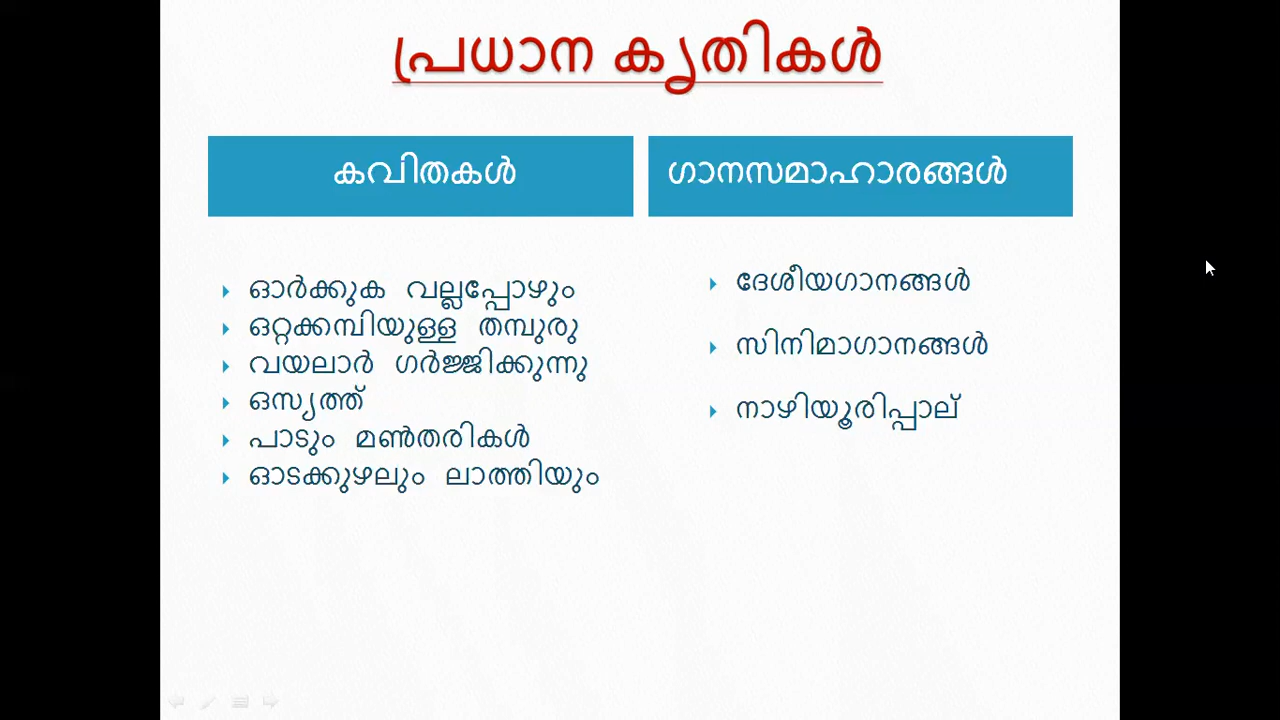 പ്രധാന കൃതികൾ
കവിതകൾ
ഓർക്കുക വല്ലപ്പോഴും
ഒറ്റക്കമ്പിയുള്ള തമ്പുരു
വയലാർ ഗർജ്ജിക്കുന്നു
ഒസ്യത്ത്
പാടും മൺതരികൾ
ഓടക്കുഴലും ലാത്തിയും
ഗാനസമാഹാരങ്ങൾ
ദേശീയഗാനങ്ങൾ
സിനിമാഗാനങ്ങൾ
നാഴിയൂരിപ്പാല്